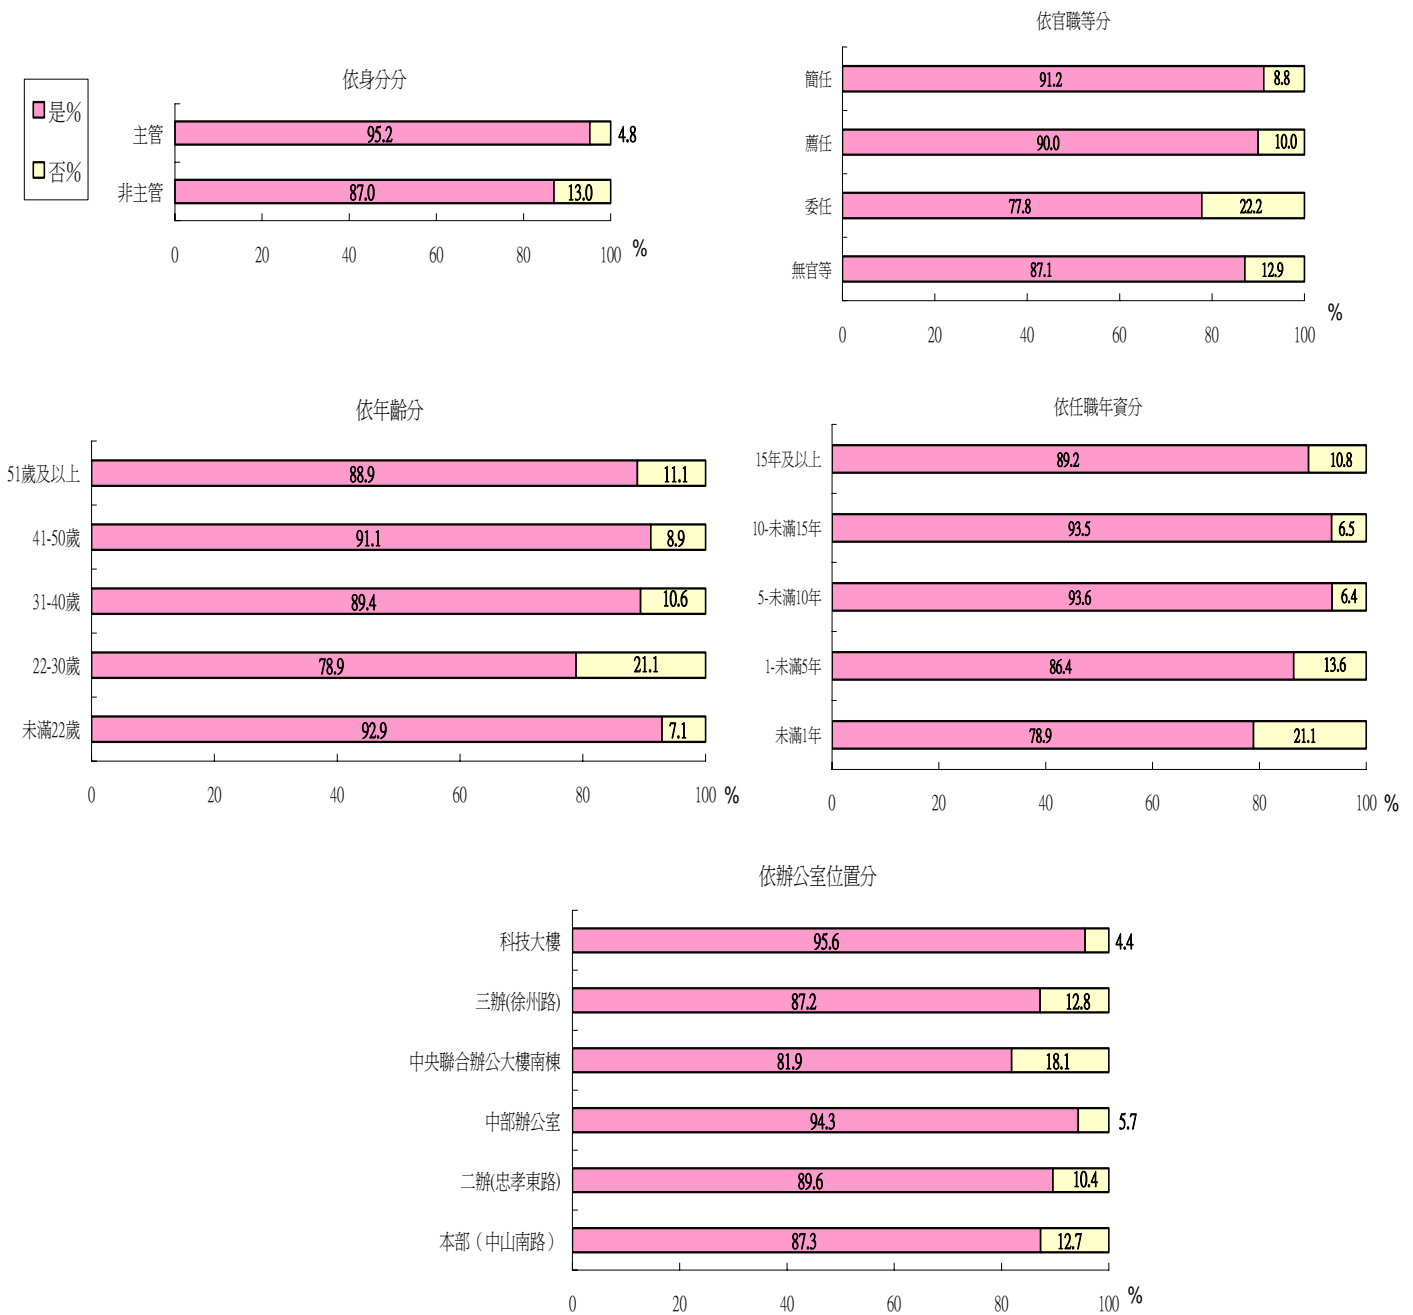 是%
否%
依身分分
主管 95.2 4.8
非主管 87.0 13.0
0 20 40 60 80 100 %
依官職等分
簡任 91.2 8.8
薦任 90.0 10.0
委任 77.8 22.2
無官等 87.1 12.9
%
0 20 40 60 80 100
依年齡分
51歲及以上 88.9 11.1
41-50歲 91.1 8.9
31-40歲 89.4 10.6
22-30歲 78.9 21.1
未滿22歲 92.9 7.1
0 20 40 60 80 100 %
依任職年資分
15年及以上 89.2 10.8
10-未滿15年 93.5 6.5
5-未滿10年 93.6 6.4
1-未滿5年 86.4 13.6
未滿1年 78.9 21.1
0 20 40 60 80 100 %
依辦公室位置分
科技大樓 95.6 4.4
三辦(徐州路) 87.2 12.8
中央聯合辦公大樓南棟 81.9 18.1
中部辦公室 94.3 5.7
二辦(忠孝東路) 89.6 10.4
本部（中山南路） 87.3 12.7
0 20 40 60 80 100 %